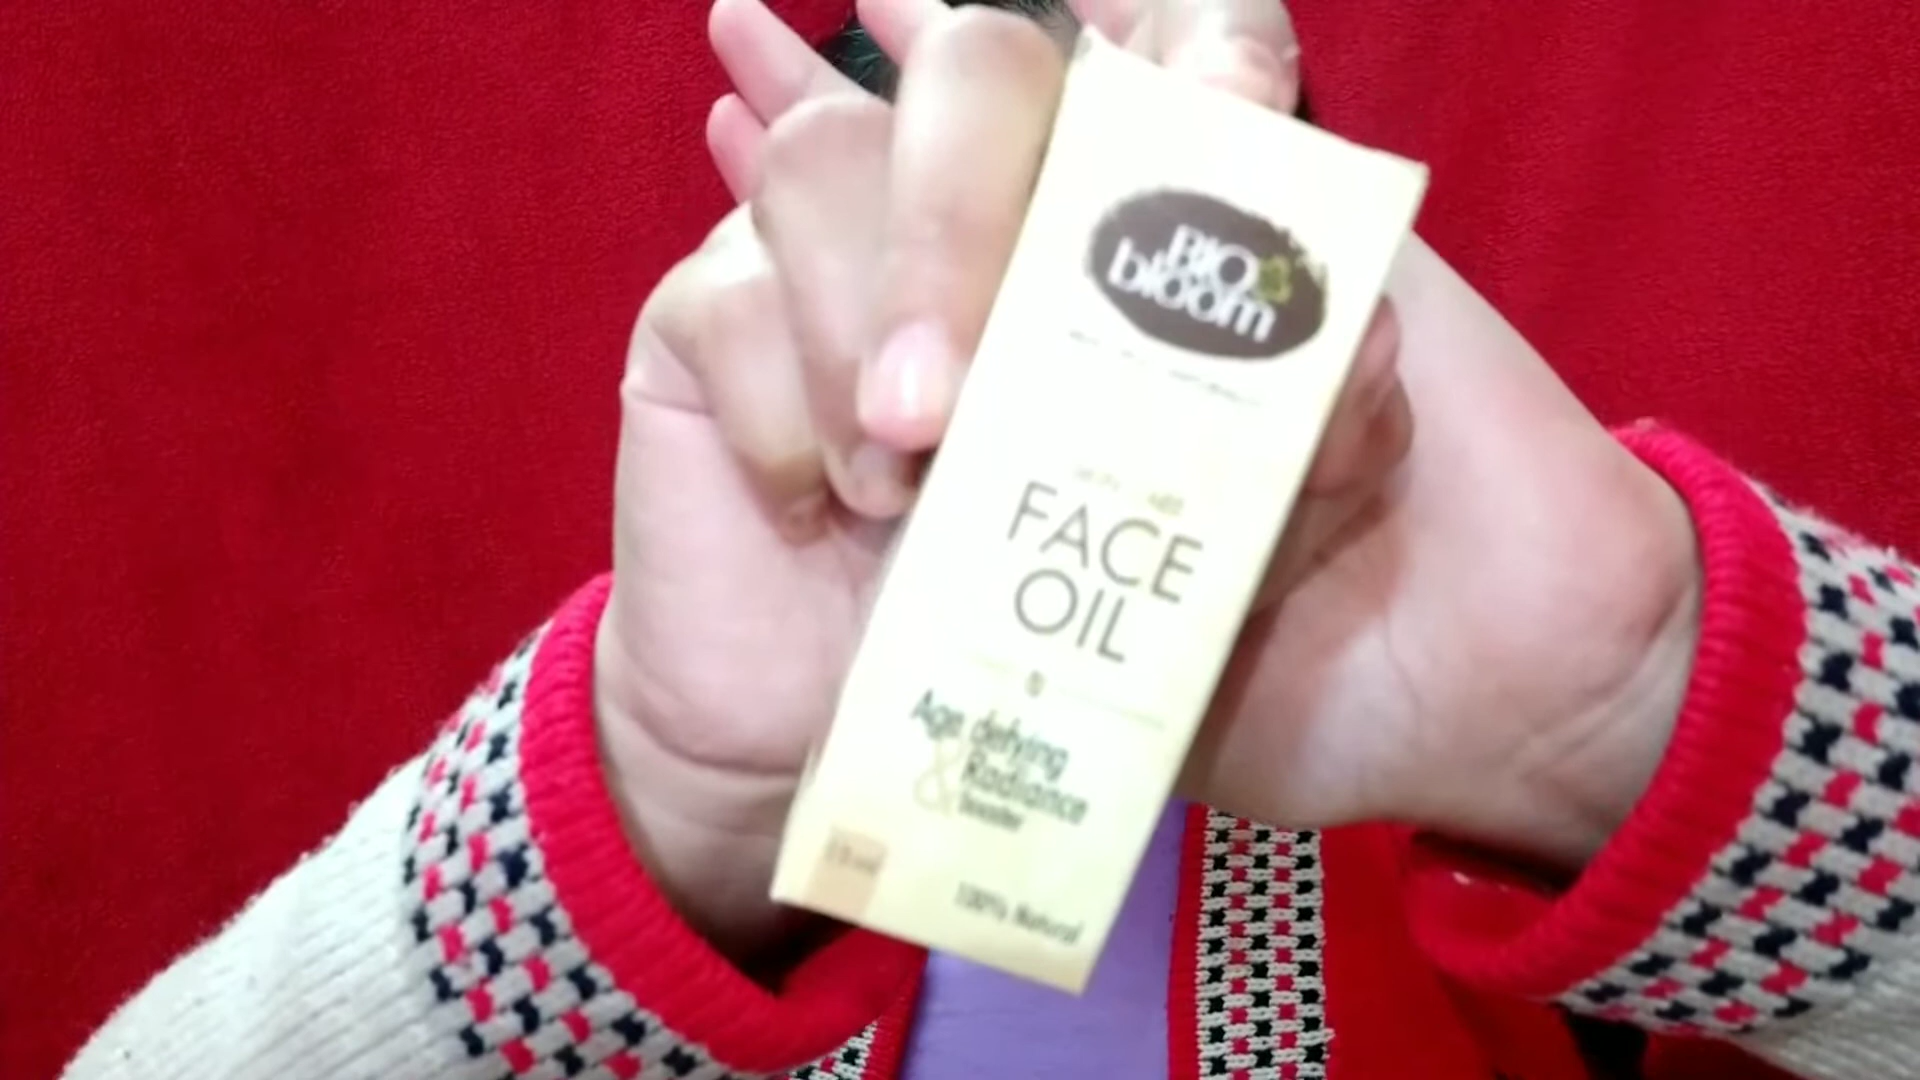 BIO
bloom
FACE
OIL
Age defying
& Radiance
booster
100% Natural